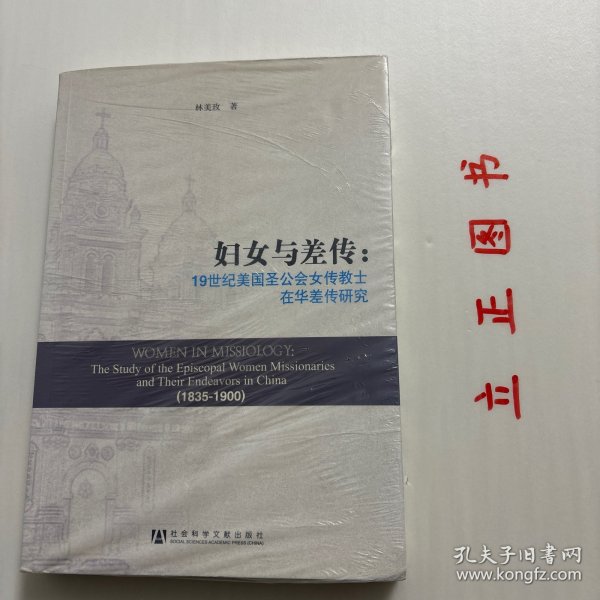 林美玫 著
妇女与差传：
19世纪美国圣公会女传教士
在华差传研究
WOMEN IN MISSIOLOGY:
The Study of the Episcopal Women Missionaries
and Their Endeavors in China
(1835-1900)
社会科学文献出版社
SOCIAL SCIENCES ACADEMIC PRESS (CHINA)
立正图书
孔夫子旧书网
www.kongfz.com